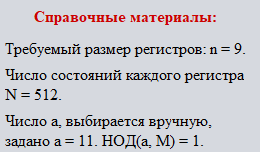 Справочные материалы:
Требуемый размер регистров: n = 9.
Число состояний каждого регистра
N = 512.
Число a, выбирается вручную,
задано a = 11. НОД(a, M) = 1.